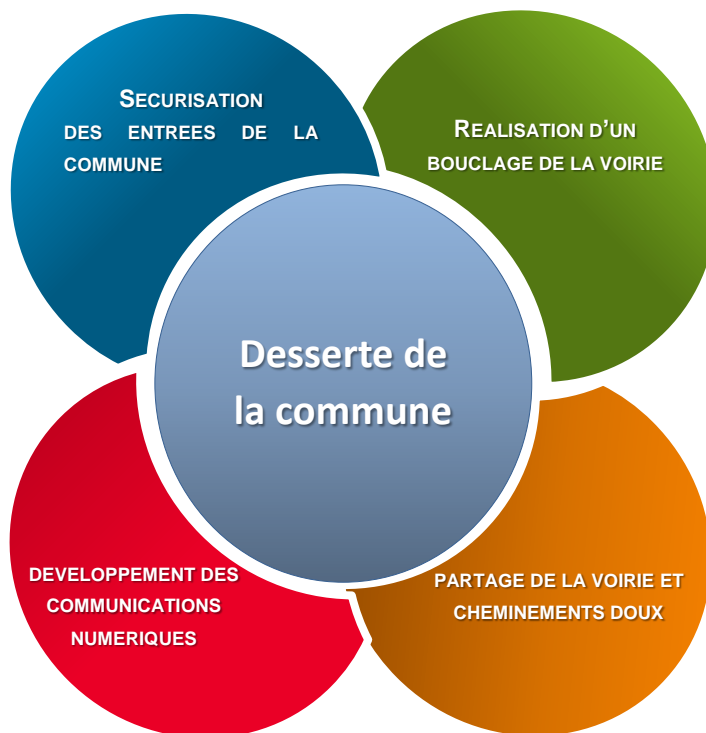 SECURISATION
DES ENTREES DE LA
COMMUNE
REALISATION D'UN
BOUCLAGE DE LA VOIRIE
Desserte de
la commune
DEVELOPPEMENT DES
COMMUNICATIONS
NUMERIQUES
PARTAGE DE LA VOIRIE ET
CHEMINEMENTS DOUX